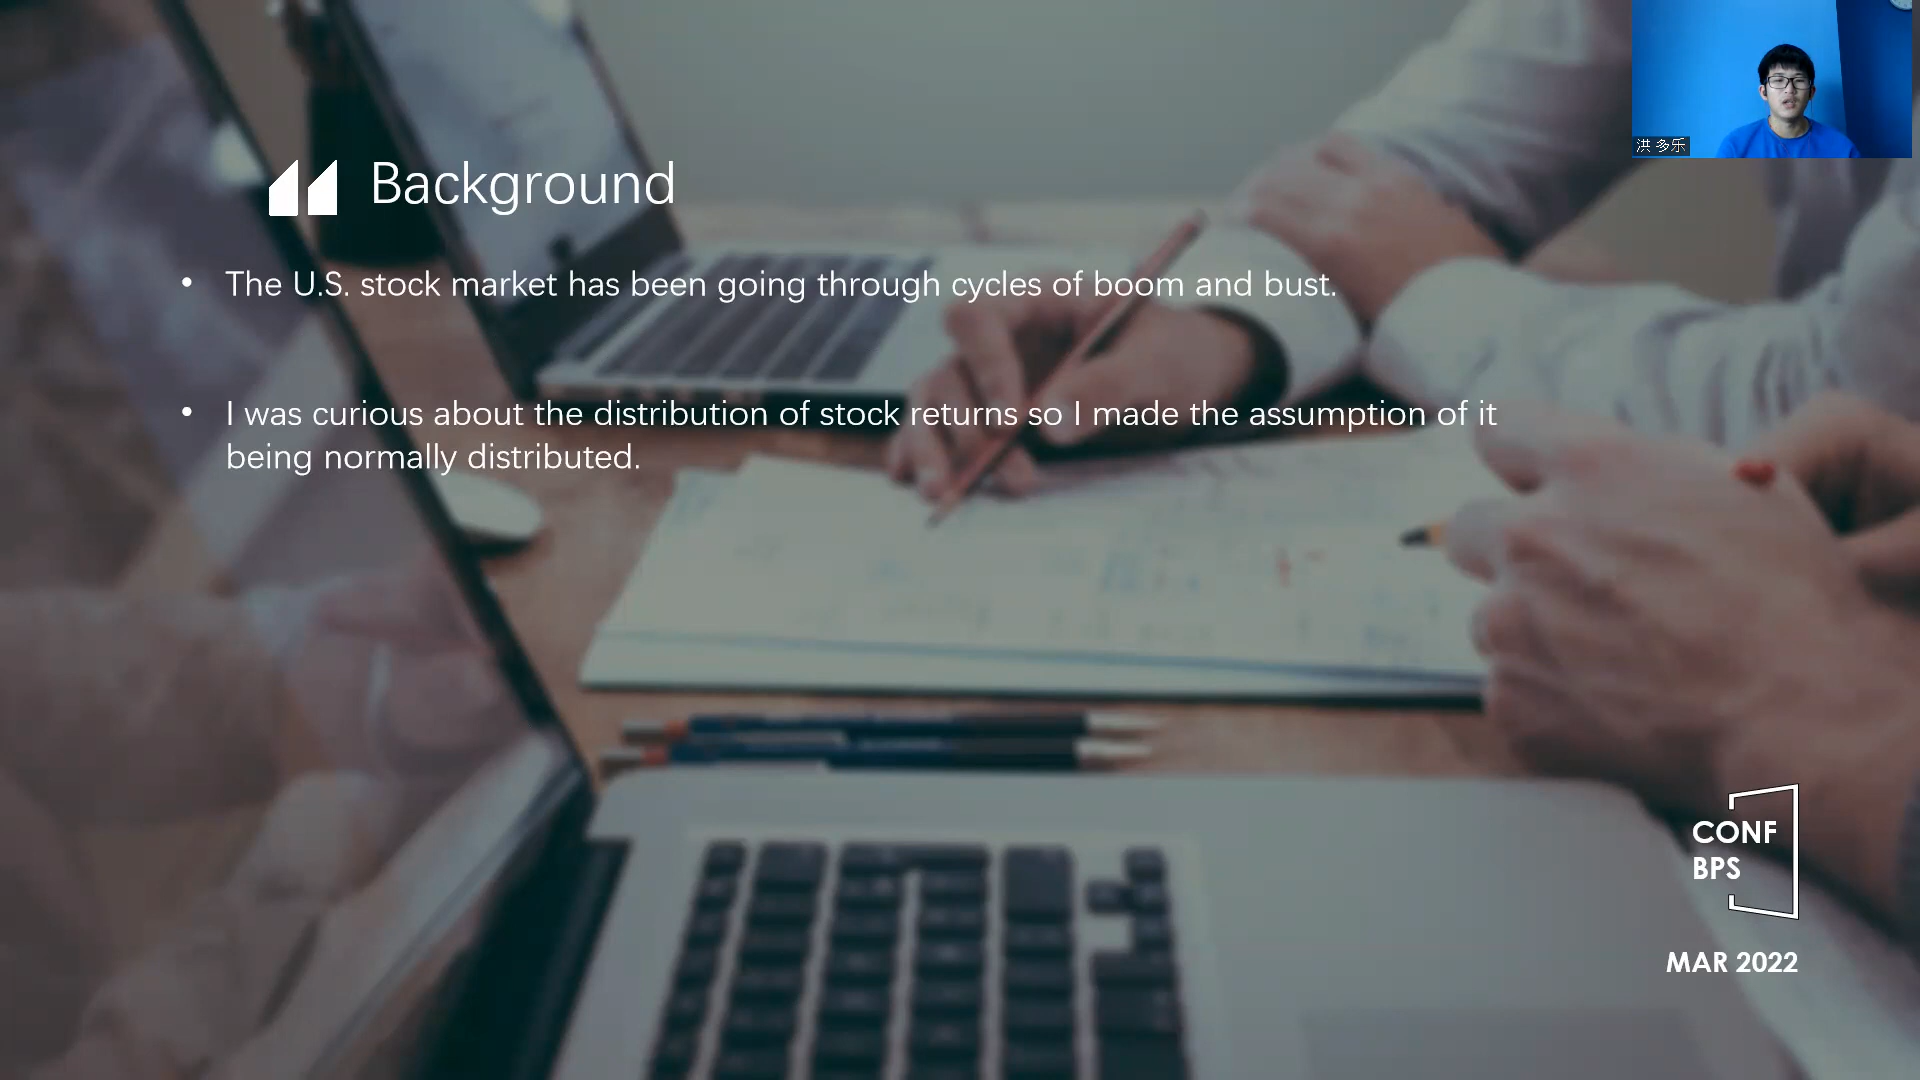 洪 多乐
Background
• The U.S. stock market has been going through cycles of boom and bust.
• I was curious about the distribution of stock returns so I made the assumption of it
being normally distributed.
CONF
BPS
MAR 2022